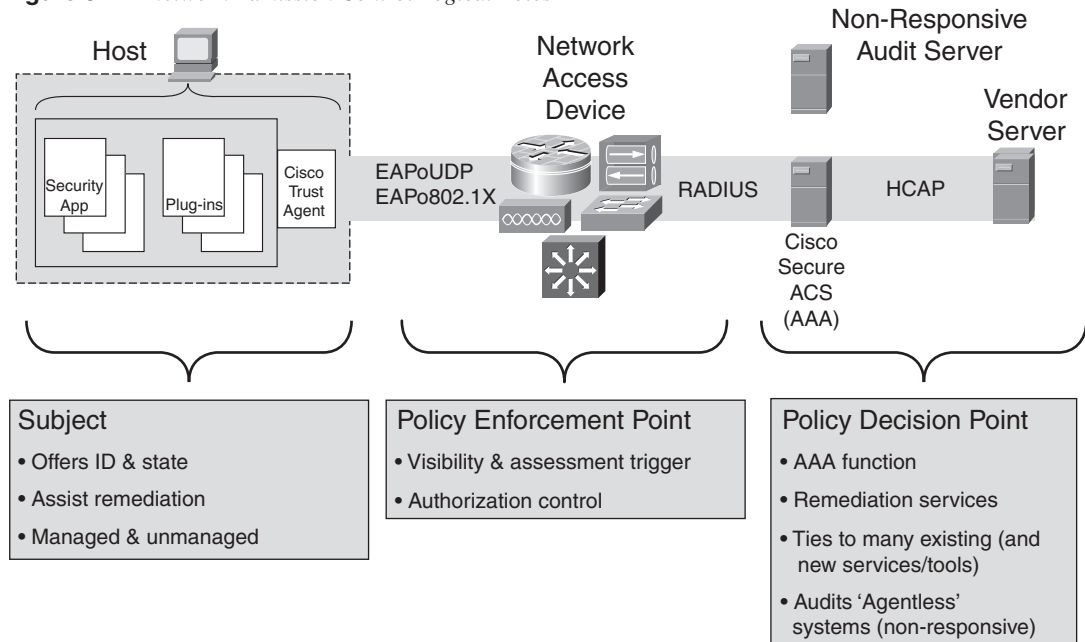 Host
Network
Access
Device
Non-Responsive
Audit Server
Vendor
Server
Security
App
Plug-ins
Cisco
Trust
Agent
EAPoUDP
EAPo802.1X
RADIUS
HCAP
Cisco
Secure
ACS
(AAA)
Subject
• Offers ID & state
• Assist remediation
• Managed & unmanaged
Policy Enforcement Point
• Visibility & assessment trigger
• Authorization control
Policy Decision Point
• AAA function
• Remediation services
• Ties to many existing (and
new services/tools)
• Audits ‘Agentless’
systems (non-responsive)